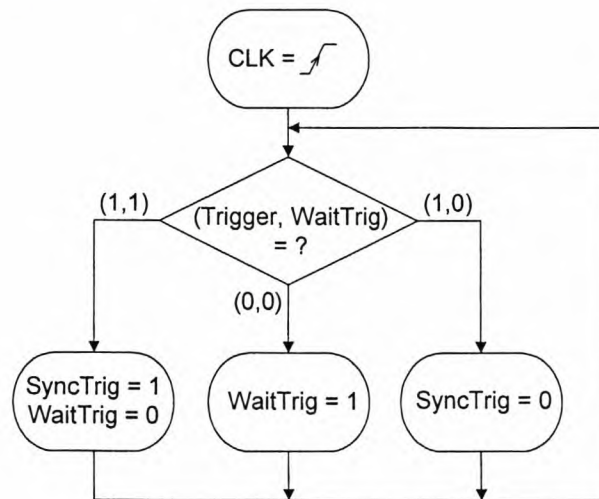 CLK =
(1,1)
(Trigger, WaitTrig)
= ?
(1,0)
(0,0)
SyncTrig = 1
WaitTrig = 0
WaitTrig = 1
SyncTrig = 0